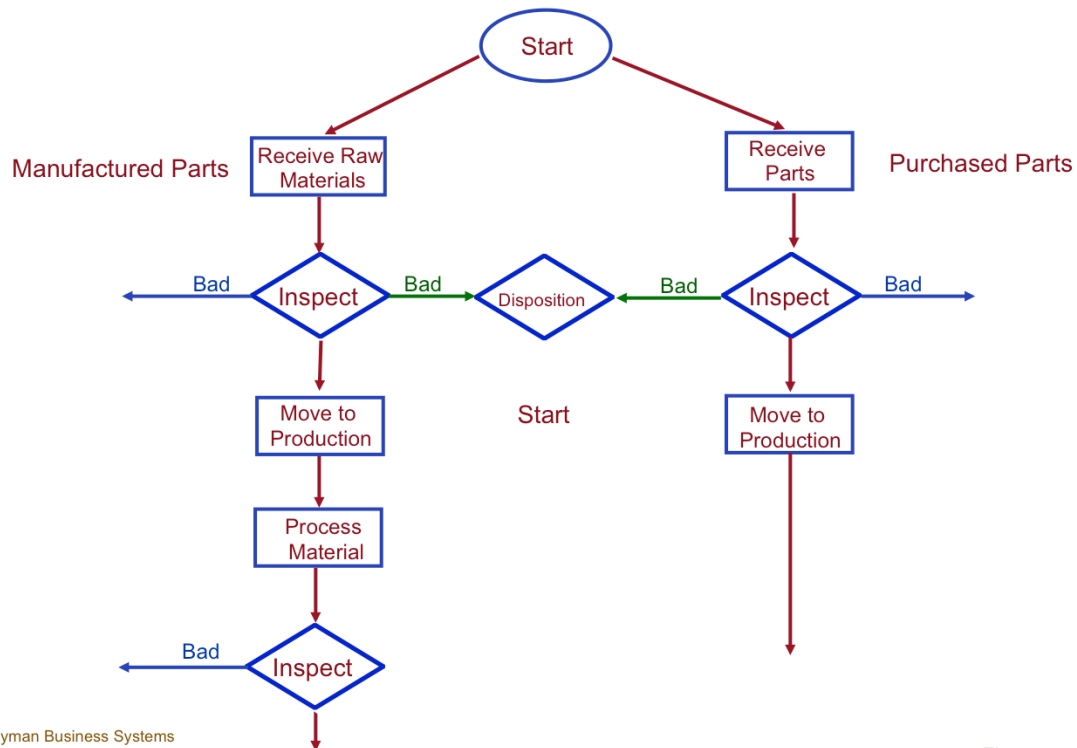 Start
Manufactured Parts
Receive Raw
Materials
Receive
Parts
Purchased Parts
Bad
Inspect
Bad
Disposition
Bad
Inspect
Bad
Move to
Production
Start
Move to
Production
Process
Material
Bad
Inspect
yman Business Systems